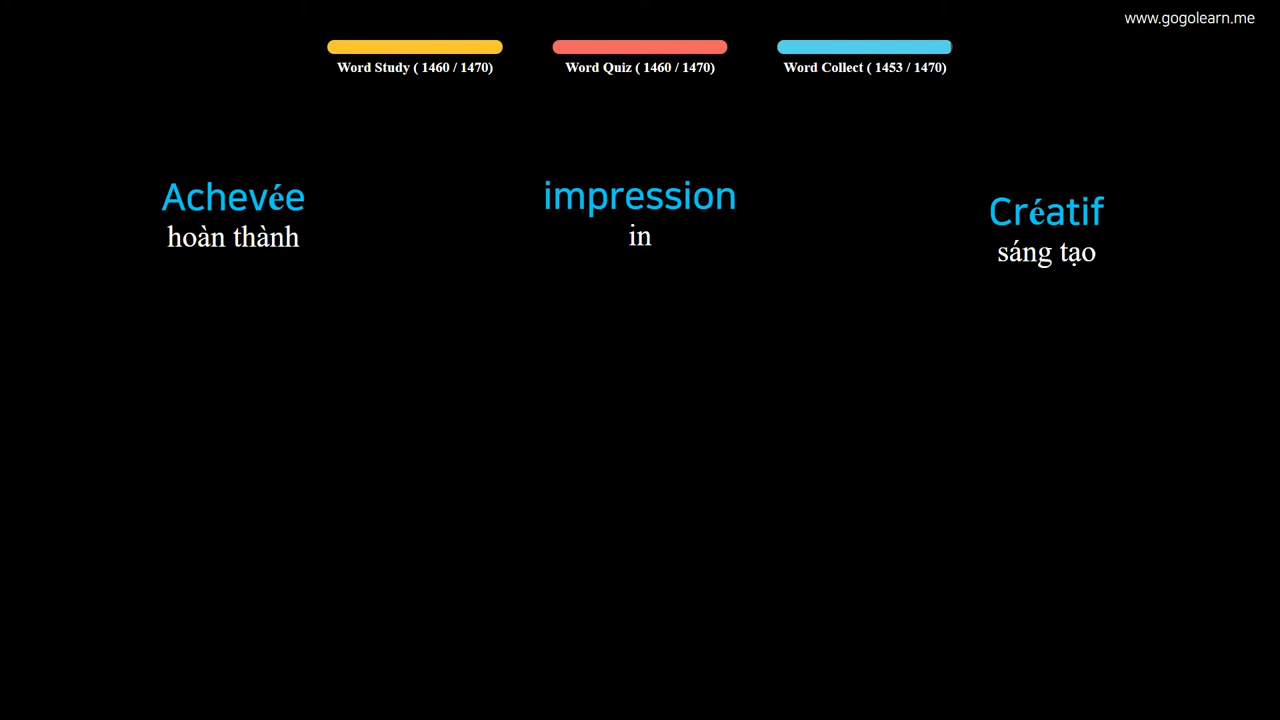 www.gogolearn.me
Word Study ( 1460 / 1470)
Word Quiz ( 1460 / 1470)
Word Collect ( 1453 / 1470)
Achevée
hoàn thành
impression
in
Créatif
sáng tạo